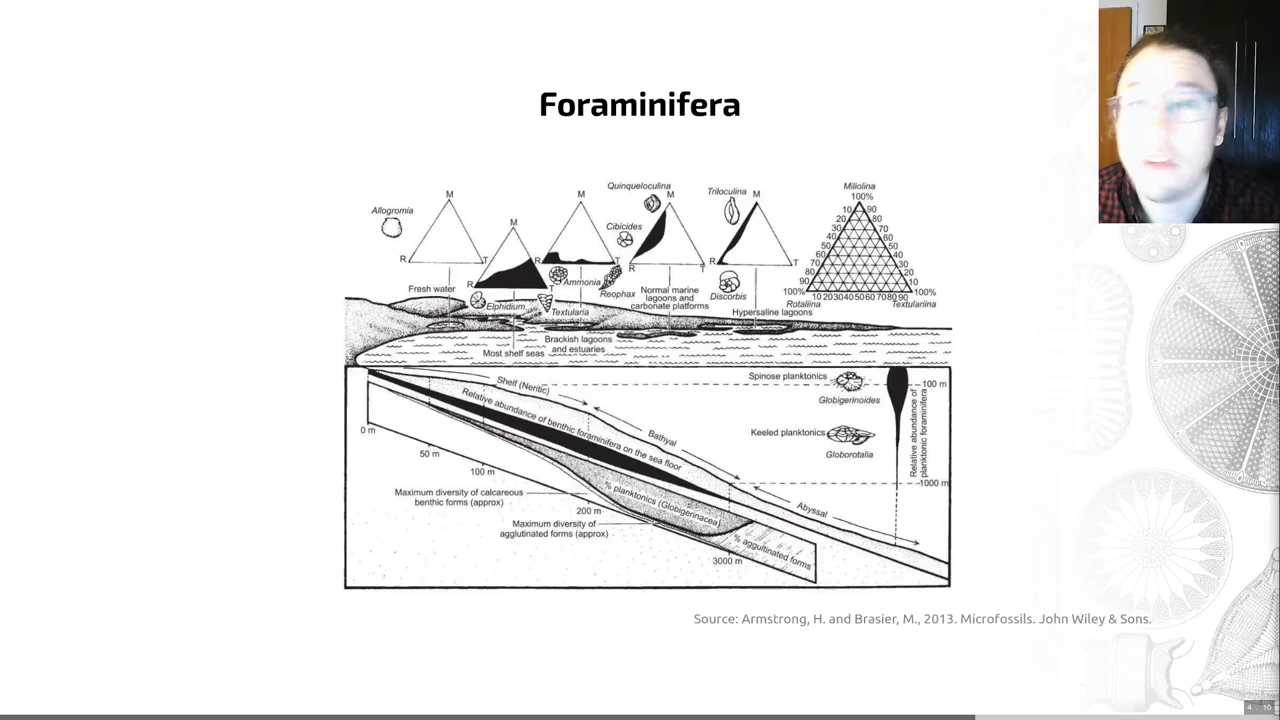 Foraminifera
Quinqueloculina
Triloculina
Miliolina
100%
M
M
M
M
M
Allogromia
Cibicides
10 90
20 80
30 70
40 60
50 50
60 40
70 30
80 20
90 10
100% 100%
R T
R T
R T
R T
R T
Fresh water
Elphidium
Textularia
Ammonia
Reophax
Normal marine
lagoons and
carbonate platforms
Discorbis
Hypersaline lagoons
10 20 30 40 50 60 70 80 90
Rotaliina
Textulariina
Most shelf seas
Brackish lagoons
and estuaries
Shelf (Neritic)
Relative abundance of benthic foraminifera on the sea floor
Bathyal
Abyssal
Spinose planktonics
Globigerinoides
Keeled planktonics
Globorotalia
Relative abundance of
planktonic foraminifera
100 m
1000 m
0 m
50 m
100 m
200 m
3000 m
Maximum diversity of calcareous
benthic forms (approx)
Maximum diversity of
agglutinated forms (approx)
% planktonics (Globigerinacea)
% agglutinated forms
Source: Armstrong, H. and Brasier, M., 2013. Microfossils. John Wiley & Sons.
4 10